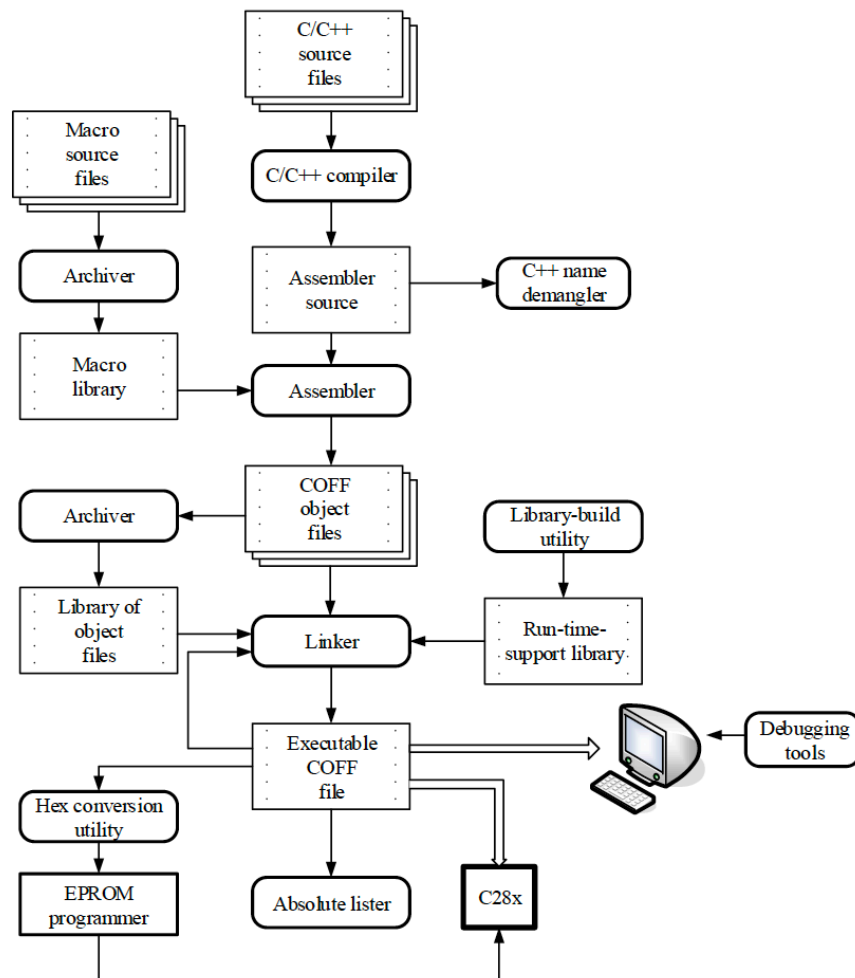 C/C++
source
files
Macro
source
files
C/C++ compiler
Archiver
Assembler
source
C++ name
demangler
Macro
library
Assembler
COFF
object
files
Archiver
Library-build
utility
Library of
object
files
Linker
Run-time-
support library
Executable
COFF
file
Debugging
tools
Hex conversion
utility
EPROM
programmer
Absolute lister
C28x